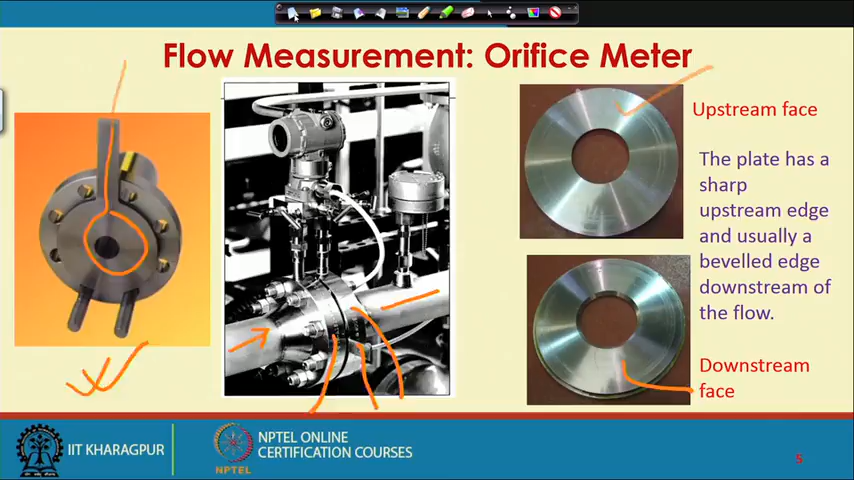 Flow Measurement: Orifice Meter
Upstream face
The plate has a
sharp
upstream edge
and usually a
bevelled edge
downstream of
the flow.
Downstream
face
IIT KHARAGPUR
NPTEL
NPTEL ONLINE
CERTIFICATION COURSES
5